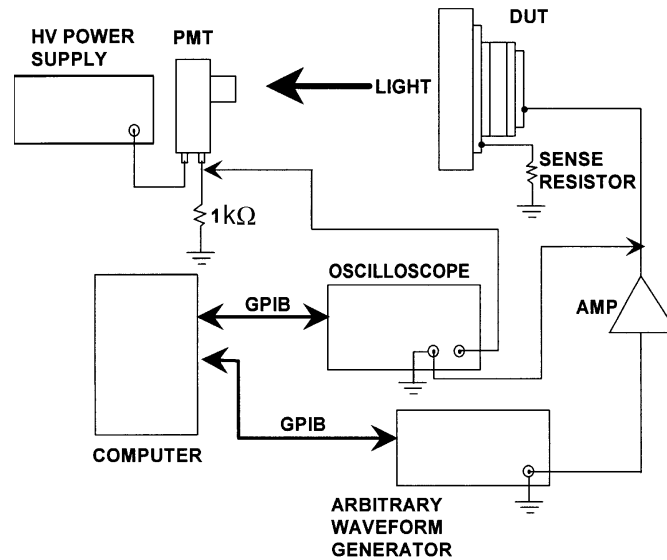 HV POWER
SUPPLY
PMT
DUT
LIGHT
SENSE
RESISTOR
1kΩ
OSCILLOSCOPE
GPIB
AMP
GPIB
COMPUTER
ARBITRARY
WAVEFORM
GENERATOR